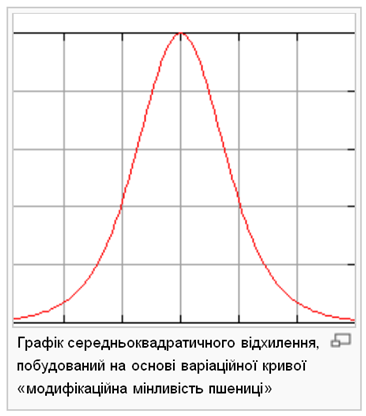 Графік середньоквадратичного відхилення,
побудований на основі варіаційної кривої
«модифікаційна мінливість пшениці»